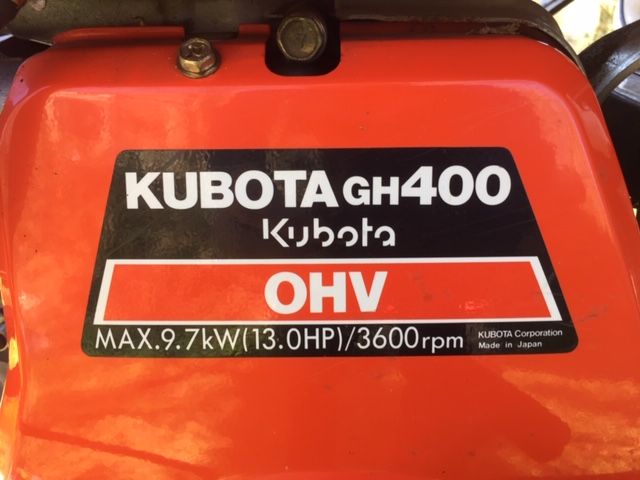 KUBOTA GH400
Kubota
OHV
MAX.9.7kW(13.0HP)/3600rpm
KUBOTA Corporation
Made in Japan